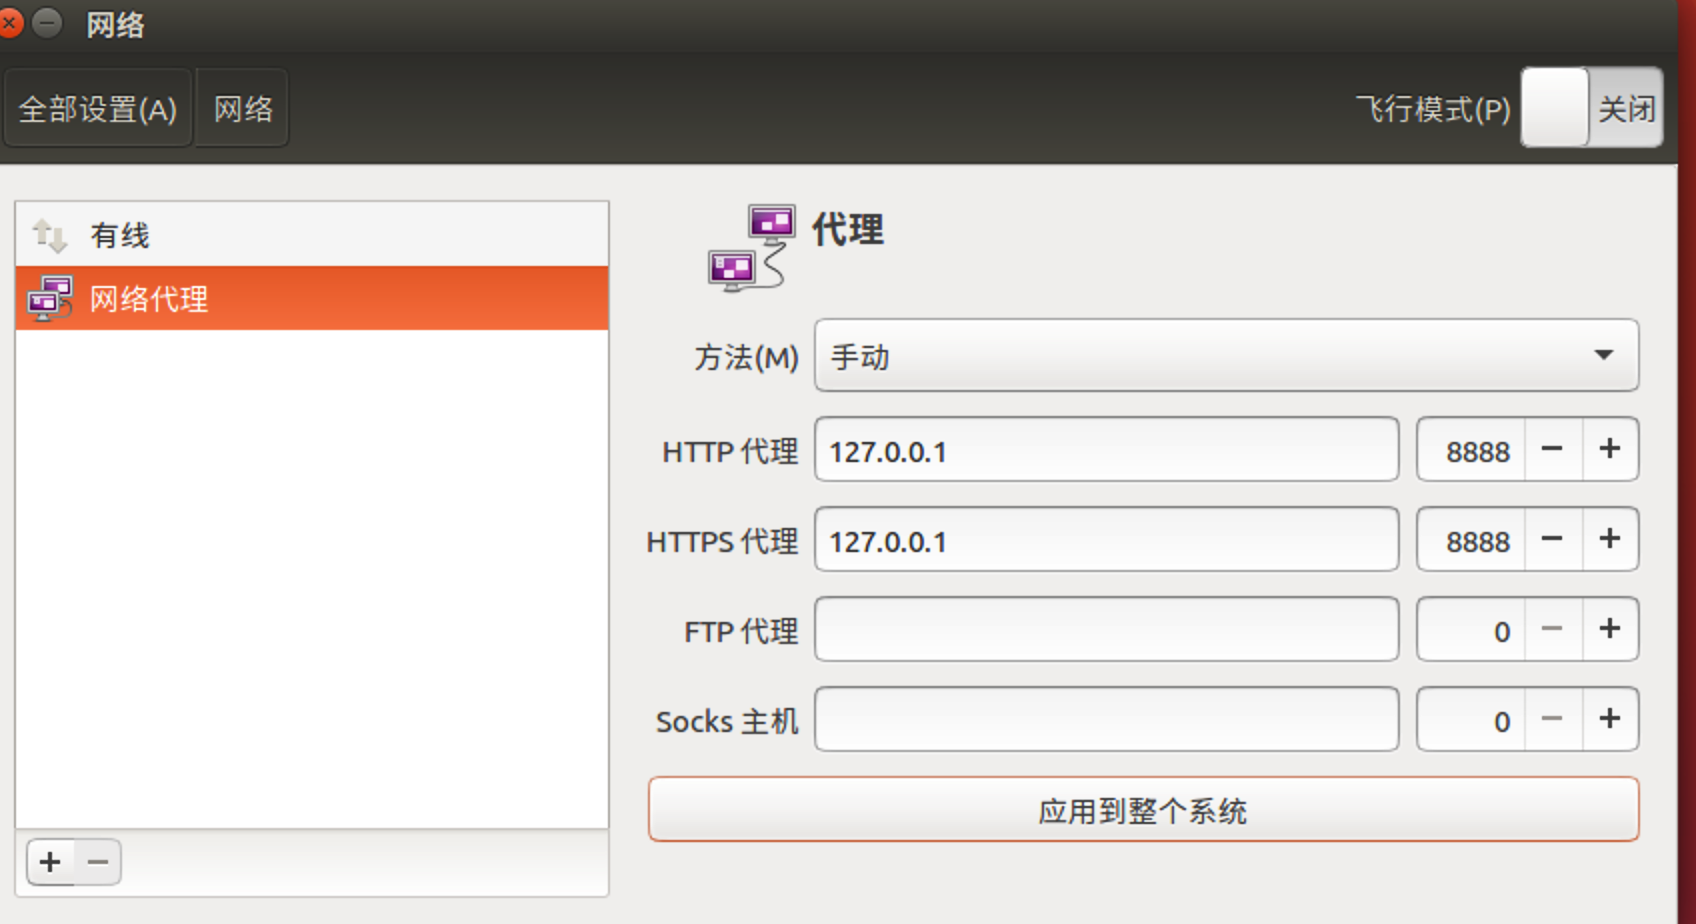 网络
全部设置(A) 网络 飞行模式(P) 关闭
有线
网络代理
代理
方法(M) 手动
HTTP 代理 127.0.0.1 8888 − +
HTTPS 代理 127.0.0.1 8888 − +
FTP 代理 0 − +
Socks 主机 0 − +
应用到整个系统
+ −